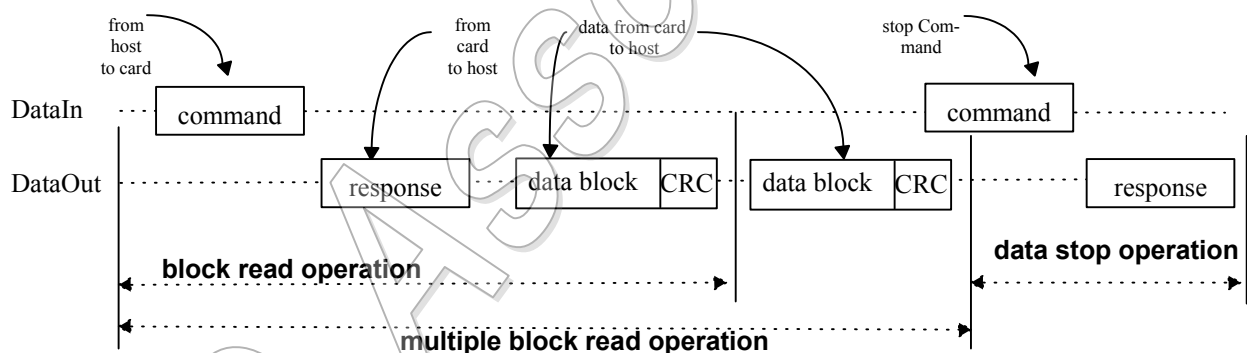 from
host
to card
from
card
to host
data from card
to host
stop Com-
mand
DataIn
command
command
DataOut
response
data block
CRC
data block
CRC
response
block read operation
data stop operation
multiple block read operation